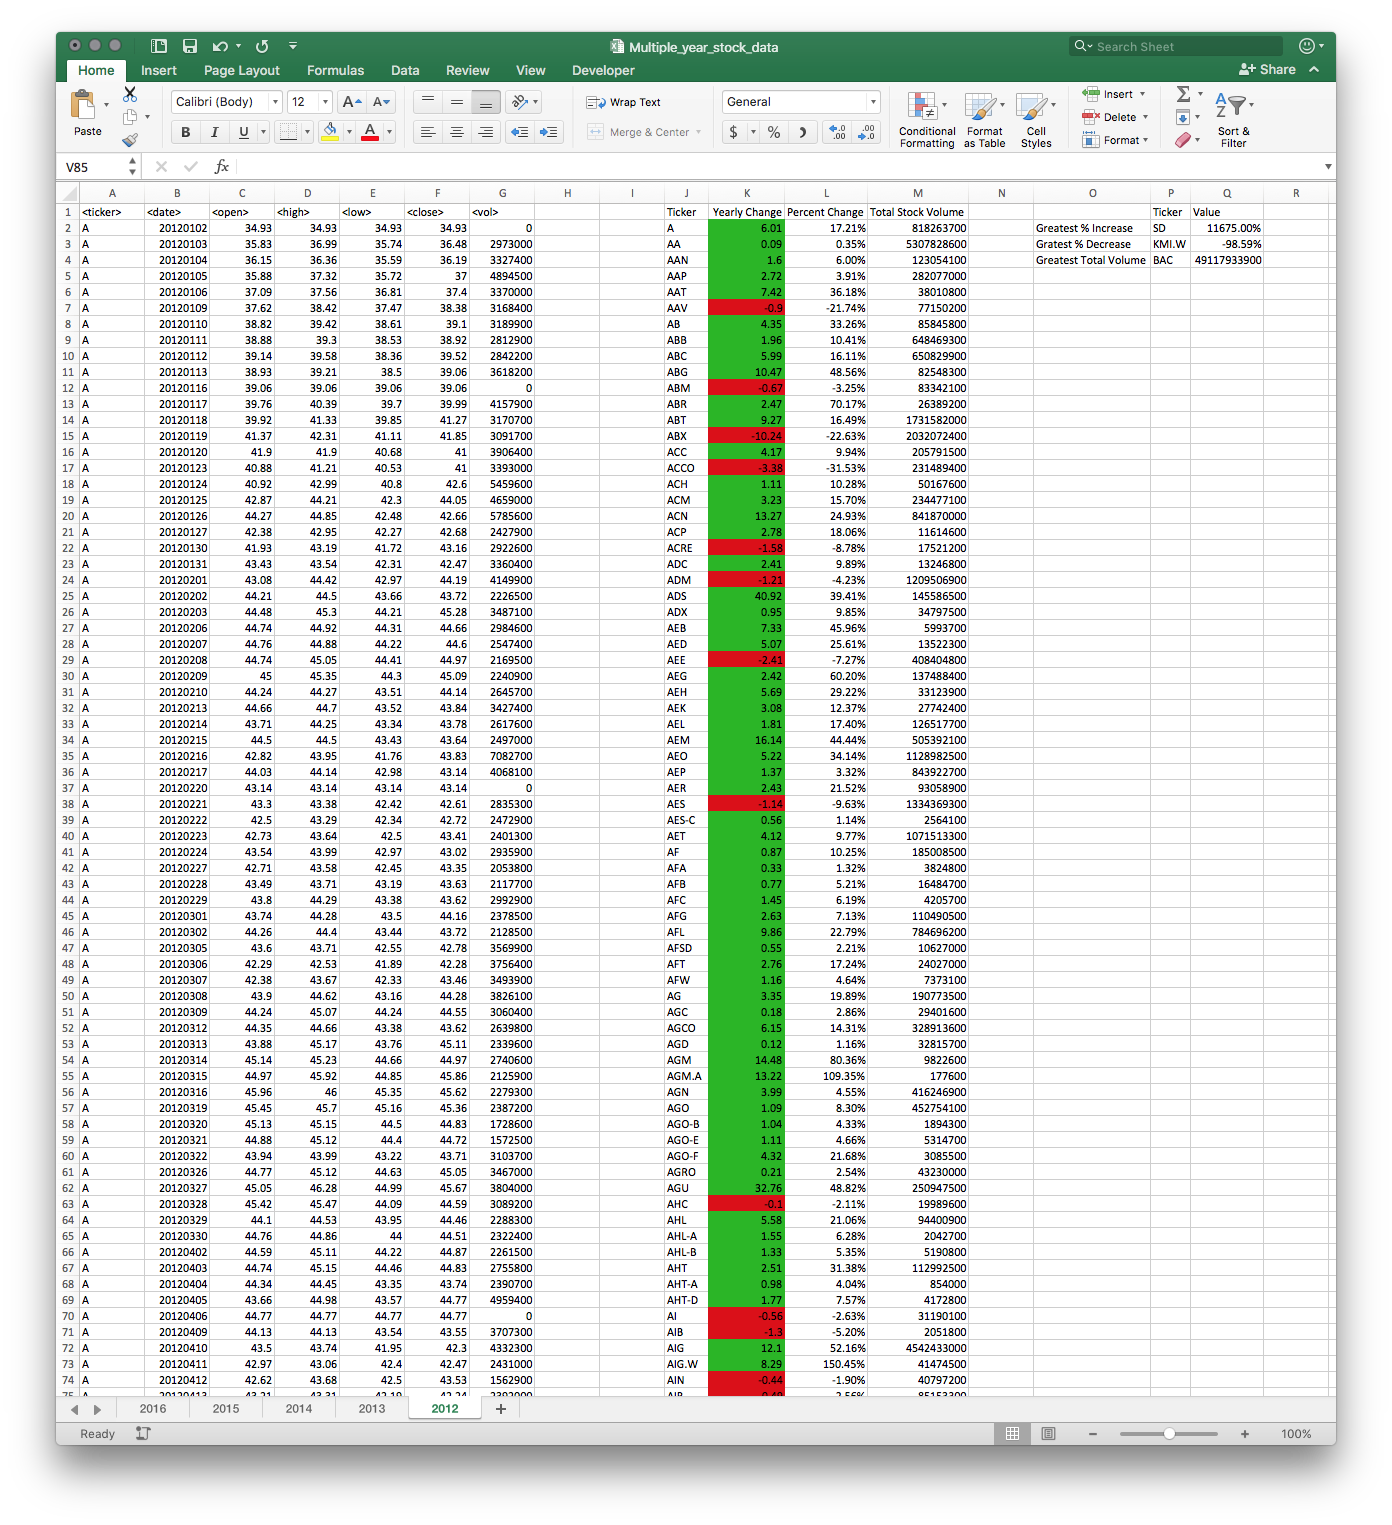 Multiple_year_stock_data
Search Sheet
Home Insert Page Layout Formulas Data Review View Developer Share
Paste Calibri (Body) 12 A A Wrap Text General Insert
Conditional Formatting Format as Table Cell Styles Delete Sort & Filter
B I U A Merge & Center $ % Format
V85 fx
A B C D E F G H I J K L M N O P Q R
1 <ticker> <date> <open> <high> <low> <close> <vol> Ticker Yearly Change Percent Change Total Stock Volume Ticker Value
2 A 20120102 34.93 34.93 34.93 34.93 0 A 6.01 17.21% 818263700 Greatest % Increase SD 11675.00%
3 A 20120103 35.83 36.99 35.74 36.48 2973000 AA 0.09 0.35% 5307828600 Gratest % Decrease KMI.W -98.59%
4 A 20120104 36.15 36.36 35.59 36.19 3327400 AAN 1.6 6.00% 123054100 Greatest Total Volume BAC 49117933900
5 A 20120105 35.88 37.32 35.72 37 4894500 AAP 2.72 3.91% 282077000
6 A 20120106 37.09 37.56 36.81 37.4 3370000 AAT 7.42 36.18% 38010800
7 A 20120109 37.62 38.42 37.47 38.38 3168400 AAV -0.9 -21.74% 77150200
8 A 20120110 38.82 39.42 38.61 39.1 3189900 AB 4.35 33.26% 85845800
9 A 20120111 38.88 39.3 38.53 38.92 2812900 ABB 1.96 10.41% 648469300
10 A 20120112 39.14 39.58 38.36 39.52 2842200 ABC 5.99 16.11% 650829900
11 A 20120113 38.93 39.21 38.5 39.06 3618200 ABG 10.47 48.56% 82548300
12 A 20120116 39.06 39.06 39.06 39.06 0 ABM -0.67 -3.25% 83342100
13 A 20120117 39.76 40.39 39.7 39.99 4157900 ABR 2.47 70.17% 26389200
14 A 20120118 39.92 41.33 39.85 41.27 3170700 ABT 9.27 16.49% 1731582000
15 A 20120119 41.37 42.31 41.11 41.85 3091700 ABX -10.24 -22.63% 2032072400
16 A 20120120 41.9 41.9 40.68 41 3906400 ACC 4.17 9.94% 205791500
17 A 20120123 40.88 41.21 40.53 41 3393000 ACCO -3.38 -31.53% 231489400
18 A 20120124 40.92 42.99 40.8 42.6 5459600 ACH 1.11 10.28% 50167600
19 A 20120125 42.87 44.21 42.3 44.05 4659000 ACM 3.23 15.70% 234477100
20 A 20120126 44.27 44.85 42.48 42.66 5785600 ACN 13.27 24.93% 841870000
21 A 20120127 42.38 42.95 42.27 42.68 2427900 ACP 2.78 18.06% 11614600
22 A 20120130 41.93 43.19 41.72 43.16 2922600 ACRE -1.58 -8.78% 17521200
23 A 20120131 43.43 43.54 42.31 42.47 3360400 ADC 2.41 9.89% 13246800
24 A 20120201 43.08 44.42 42.97 44.19 4149900 ADM -1.21 -4.23% 1209506900
25 A 20120202 44.21 44.5 43.66 43.72 2226500 ADS 40.92 39.41% 145586500
26 A 20120203 44.48 45.3 44.21 45.28 3487100 ADX 0.95 9.85% 34797500
27 A 20120206 44.74 44.92 44.31 44.66 2984600 AEB 7.33 45.96% 5993700
28 A 20120207 44.76 44.88 44.22 44.6 2547400 AED 5.07 25.61% 13522300
29 A 20120208 44.74 45.05 44.41 44.97 2169500 AEE -2.41 -7.27% 408404800
30 A 20120209 45 45.35 44.3 45.09 2240900 AEG 2.42 60.20% 137488400
31 A 20120210 44.24 44.27 43.51 44.14 2645700 AEH 5.69 29.22% 33123900
32 A 20120213 44.66 44.7 43.52 43.84 3427400 AEK 3.08 12.37% 27742400
33 A 20120214 43.71 44.25 43.34 43.78 2617600 AEL 1.81 17.40% 126517700
34 A 20120215 44.5 44.5 43.43 43.64 2497000 AEM 16.14 44.44% 505392100
35 A 20120216 42.82 43.95 41.76 43.83 7082700 AEO 5.22 34.14% 1128982500
36 A 20120217 44.03 44.14 42.98 43.14 4068100 AEP 1.37 3.32% 843922700
37 A 20120220 43.14 43.14 43.14 43.14 0 AER 2.43 21.52% 93058900
38 A 20120221 43.3 43.38 42.42 42.61 2835300 AES -1.14 -9.63% 1334369300
39 A 20120222 42.5 43.29 42.34 42.72 2472900 AES-C 0.56 1.14% 2564100
40 A 20120223 42.73 43.64 42.5 43.41 2401300 AET 4.12 9.77% 1071513300
41 A 20120224 43.54 43.99 42.97 43.02 2935900 AF 0.87 10.25% 185008500
42 A 20120227 42.71 43.58 42.45 43.35 2053800 AFA 0.33 1.32% 3824800
43 A 20120228 43.49 43.71 43.19 43.63 2117700 AFB 0.77 5.21% 16484700
44 A 20120229 43.8 44.29 43.38 43.62 2992900 AFC 1.45 6.19% 4205700
45 A 20120301 43.74 44.28 43.5 44.16 2378500 AFG 2.63 7.13% 110490500
46 A 20120302 44.26 44.4 43.44 43.72 2128500 AFL 9.86 22.79% 784696200
47 A 20120305 43.6 43.71 42.55 42.78 3569900 AFSD 0.55 2.21% 10627000
48 A 20120306 42.29 42.53 41.89 42.28 3756400 AFT 2.76 17.24% 24027000
49 A 20120307 42.38 43.67 42.33 43.46 3493900 AFW 1.16 4.64% 7373100
50 A 20120308 43.9 44.62 43.16 44.28 3826100 AG 3.35 19.89% 190773500
51 A 20120309 44.24 45.07 44.24 44.55 3060400 AGC 0.18 2.86% 29401600
52 A 20120312 44.35 44.66 43.38 43.62 2639800 AGCO 6.15 14.31% 328913600
53 A 20120313 43.88 45.17 43.76 45.11 2339600 AGD 0.12 1.16% 32815700
54 A 20120314 45.14 45.23 44.66 44.97 2740600 AGM 14.48 80.36% 9822600
55 A 20120315 44.97 45.92 44.85 45.86 2125900 AGM.A 13.22 109.35% 177600
56 A 20120316 45.96 46 45.35 45.62 2279300 AGN 3.99 4.55% 416246900
57 A 20120319 45.45 45.7 45.16 45.36 2387200 AGO 1.09 8.30% 452754100
58 A 20120320 45.13 45.15 44.5 44.83 1728600 AGO-B 1.04 4.33% 1894300
59 A 20120321 44.88 45.12 44.4 44.72 1572500 AGO-E 1.11 4.66% 5314700
60 A 20120322 43.94 43.99 43.22 43.71 3103700 AGO-F 4.32 21.68% 3085500
61 A 20120326 44.77 45.12 44.63 45.05 3467000 AGRO 0.21 2.54% 43230000
62 A 20120327 45.05 46.28 44.99 45.67 3804000 AGU 32.76 48.82% 250947500
63 A 20120328 45.42 45.47 44.09 44.59 3089200 AHC -0.1 -2.11% 19989600
64 A 20120329 44.1 44.53 43.95 44.46 2288300 AHL 5.58 21.06% 94400900
65 A 20120330 44.76 44.86 44 44.51 2322400 AHL-A 1.55 6.28% 2042700
66 A 20120402 44.59 45.11 44.22 44.87 2261500 AHL-B 1.33 5.35% 5190800
67 A 20120403 44.74 45.15 44.46 44.83 2755800 AHT 2.51 31.38% 112992500
68 A 20120404 44.34 44.45 43.35 43.74 2390700 AHT-A 0.98 4.04% 854000
69 A 20120405 43.66 44.98 43.57 44.77 4959400 AHT-D 1.77 7.57% 4172800
70 A 20120406 44.77 44.77 44.77 44.77 0 AI -0.56 -2.63% 31190100
71 A 20120409 44.13 44.13 43.54 43.55 3707300 AIB -1.3 -5.20% 2051800
72 A 20120410 43.5 43.74 41.95 42.3 4332300 AIG 12.1 52.16% 4542433000
73 A 20120411 42.97 43.06 42.4 42.47 2431000 AIG.W 8.29 150.45% 41474500
74 A 20120412 42.62 43.68 42.5 43.53 1562900 AIN -0.44 -1.90% 40797200
2016 2015 2014 2013 2012 +
Ready 100%